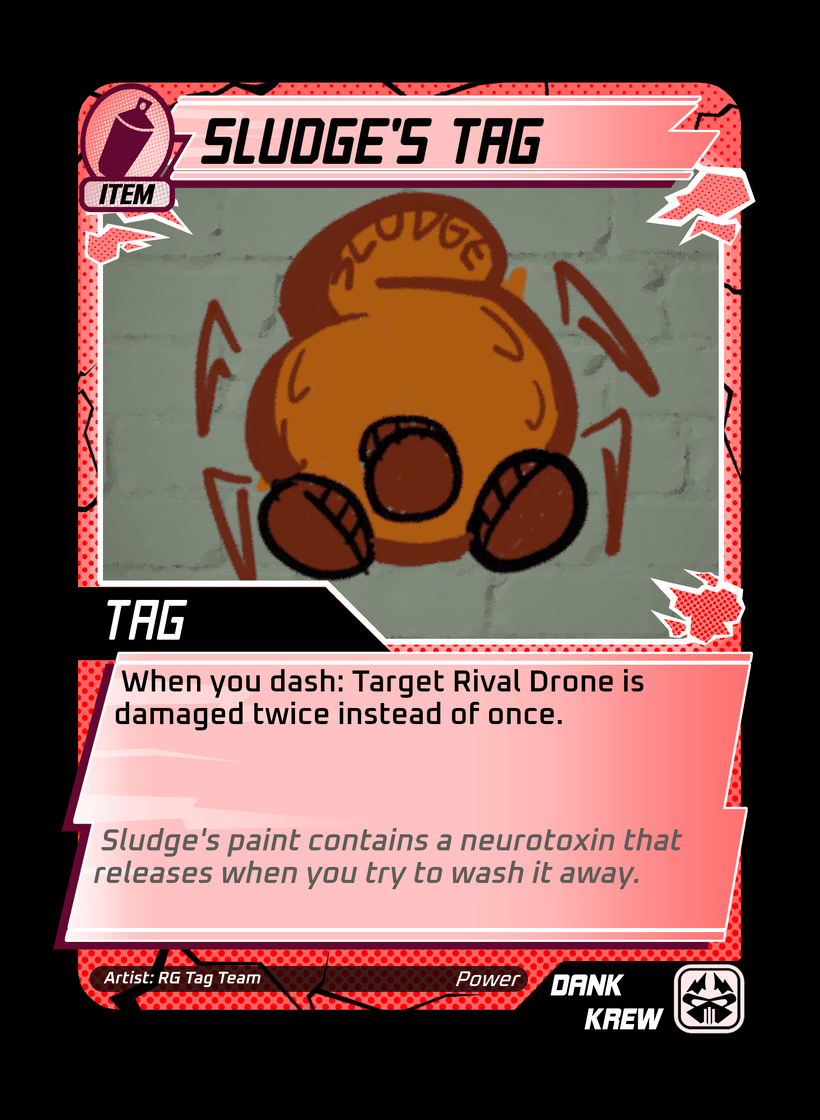 SLUDGE'S TAG
ITEM
SLUDGE
TAG
When you dash: Target Rival Drone is
damaged twice instead of once.
Sludge's paint contains a neurotoxin that
releases when you try to wash it away.
Artist: RG Tag Team
Power
DANK
KREW